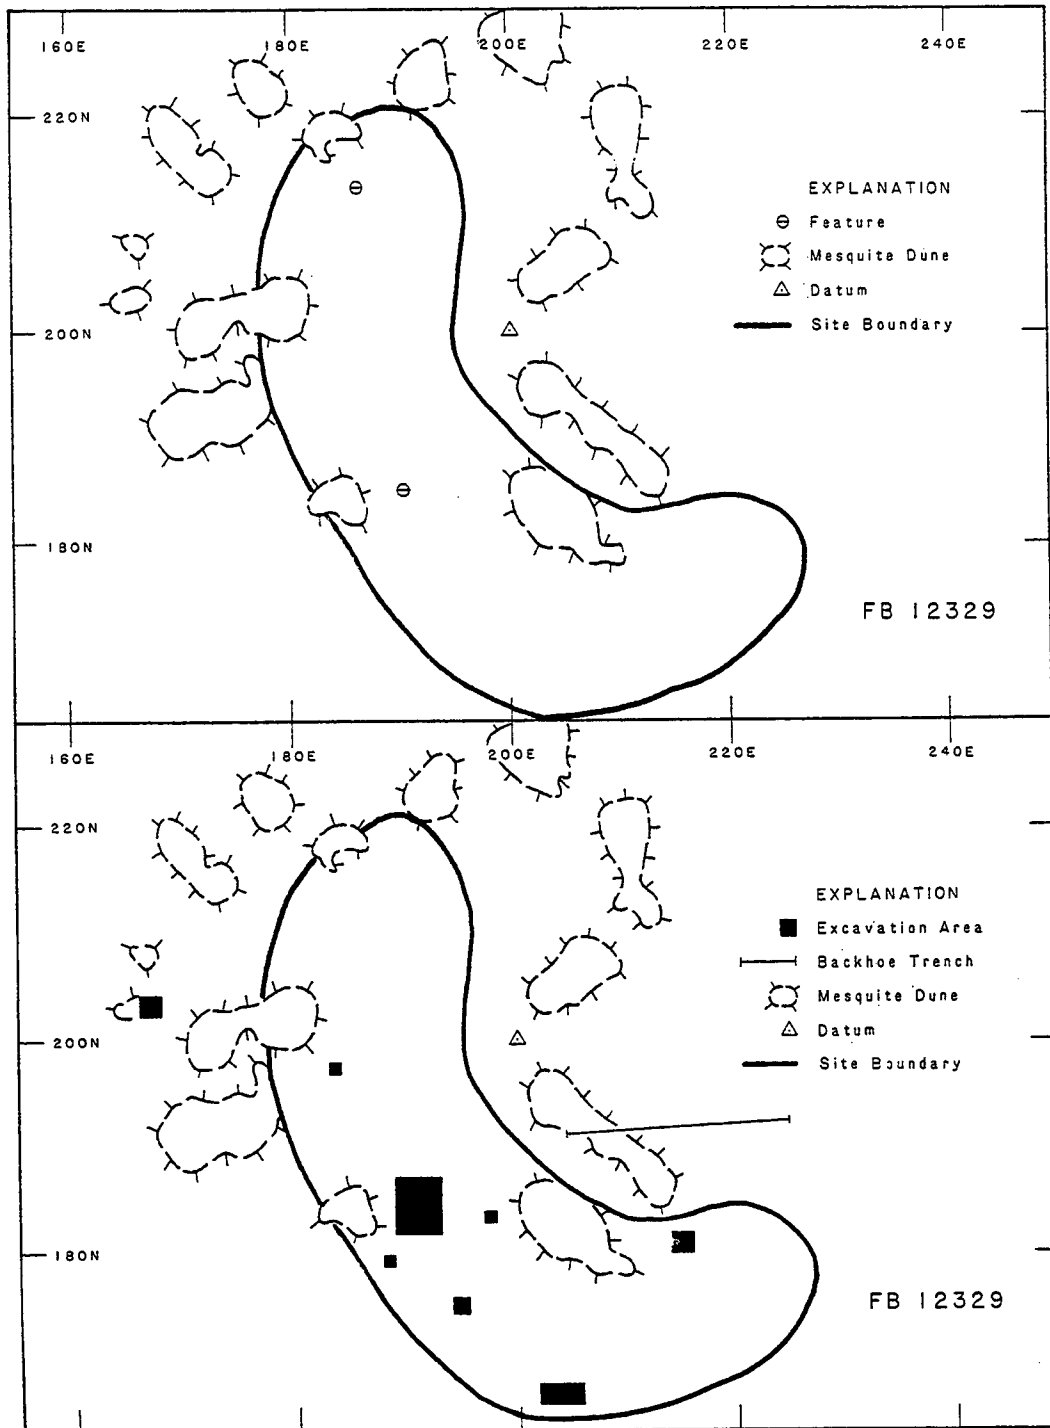 160E 180E 200E 220E 240E
220N
EXPLANATION
Feature
Mesquite Dune
Datum
200N
Site Boundary
180N
FB 12329
160E 180E 200E 220E 240E
220N
EXPLANATION
Excavation Area
Backhoe Trench
Mesquite Dune
200N
Datum
Site Boundary
180N
FB 12329